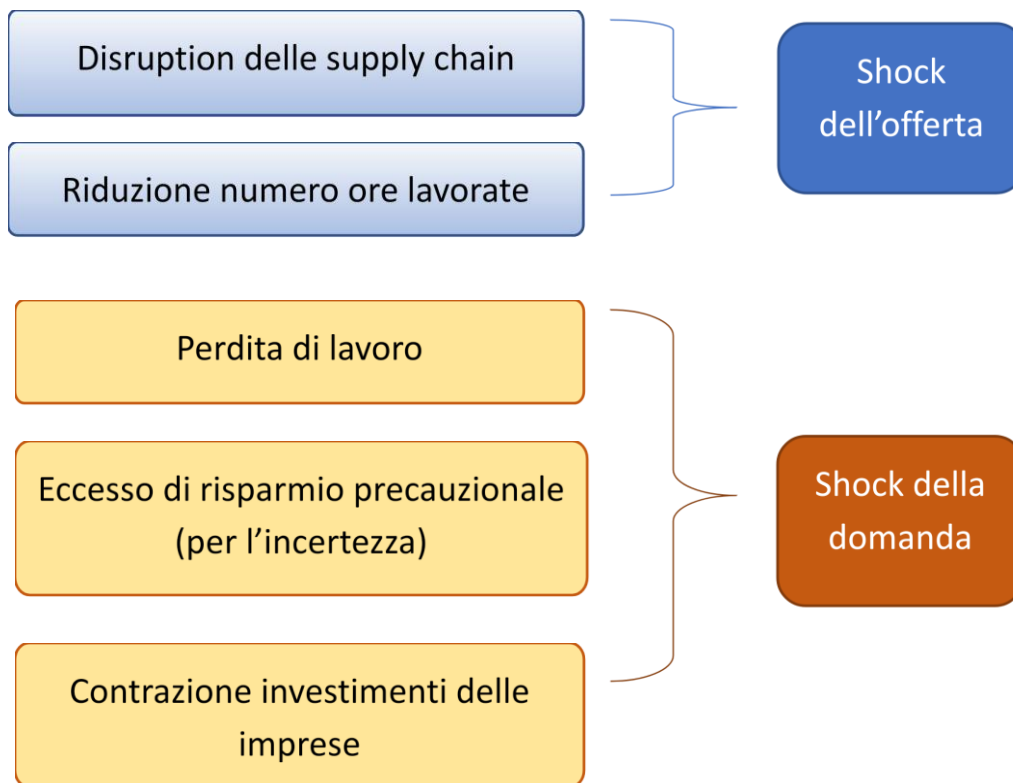 Disruption delle supply chain
Riduzione numero ore lavorate
Shock
dell’offerta
Perdita di lavoro
Eccesso di risparmio precauzionale
(per l’incertezza)
Contrazione investimenti delle
imprese
Shock della
domanda